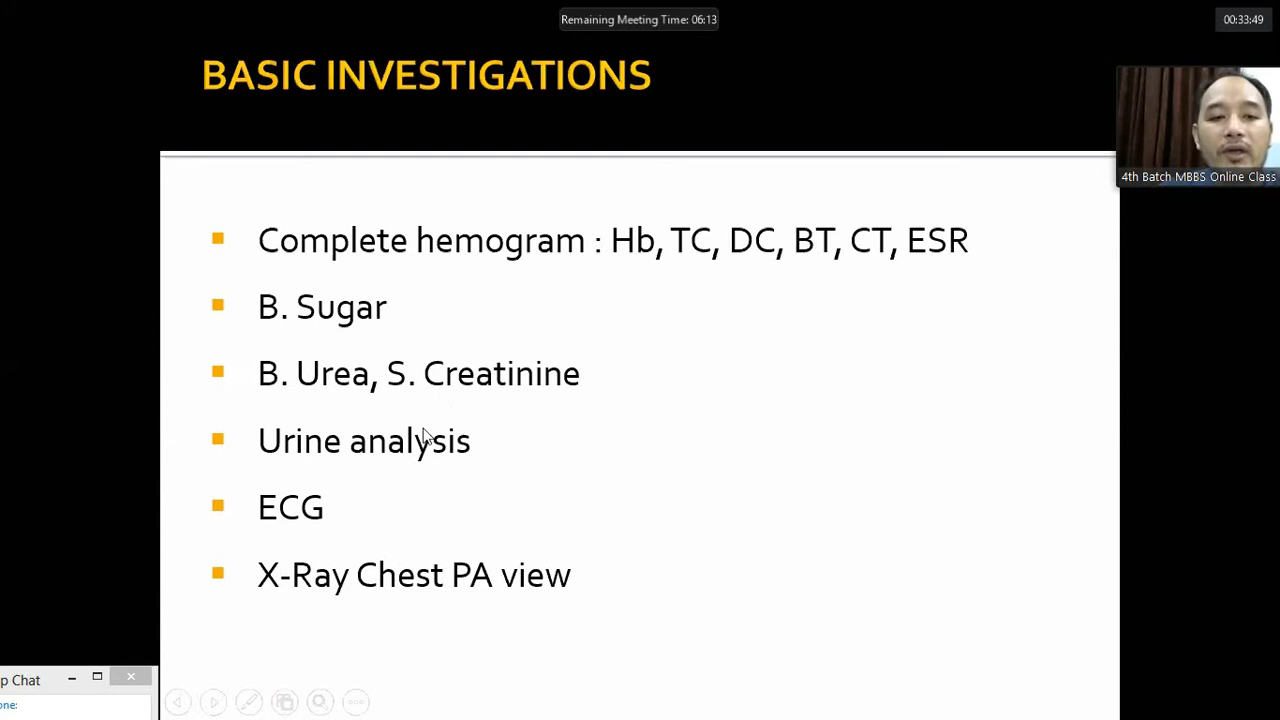 Remaining Meeting Time: 06:13
00:33:49
BASIC INVESTIGATIONS
4th Batch MBBS Online Class
Complete hemogram : Hb, TC, DC, BT, CT, ESR
B. Sugar
B. Urea, S. Creatinine
Urine analysis
ECG
X-Ray Chest PA view
p Chat
one: